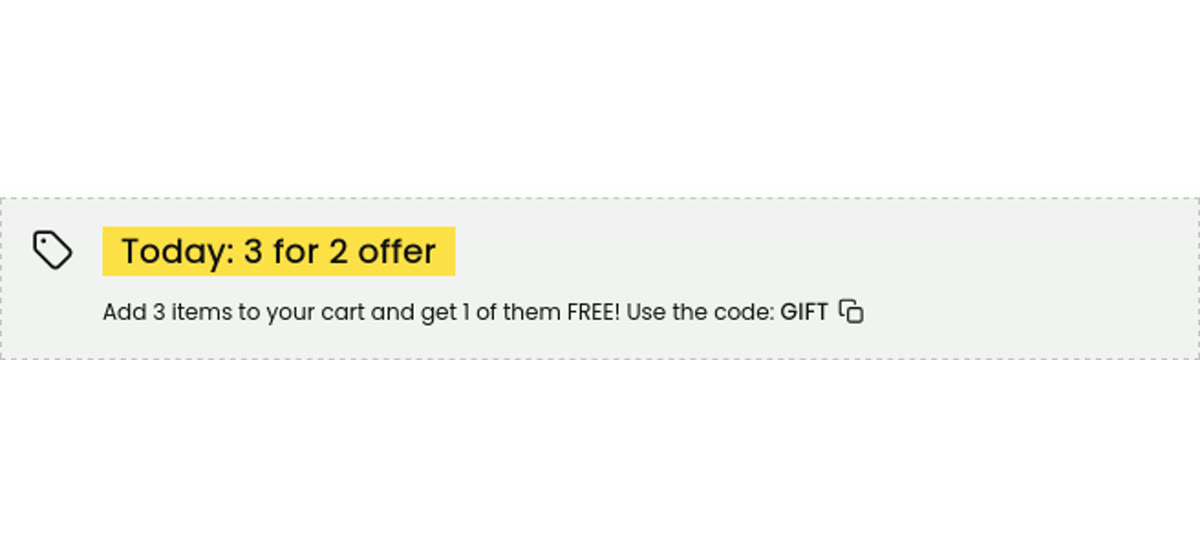 Today: 3 for 2 offer
Add 3 items to your cart and get 1 of them FREE! Use the code: GIFT